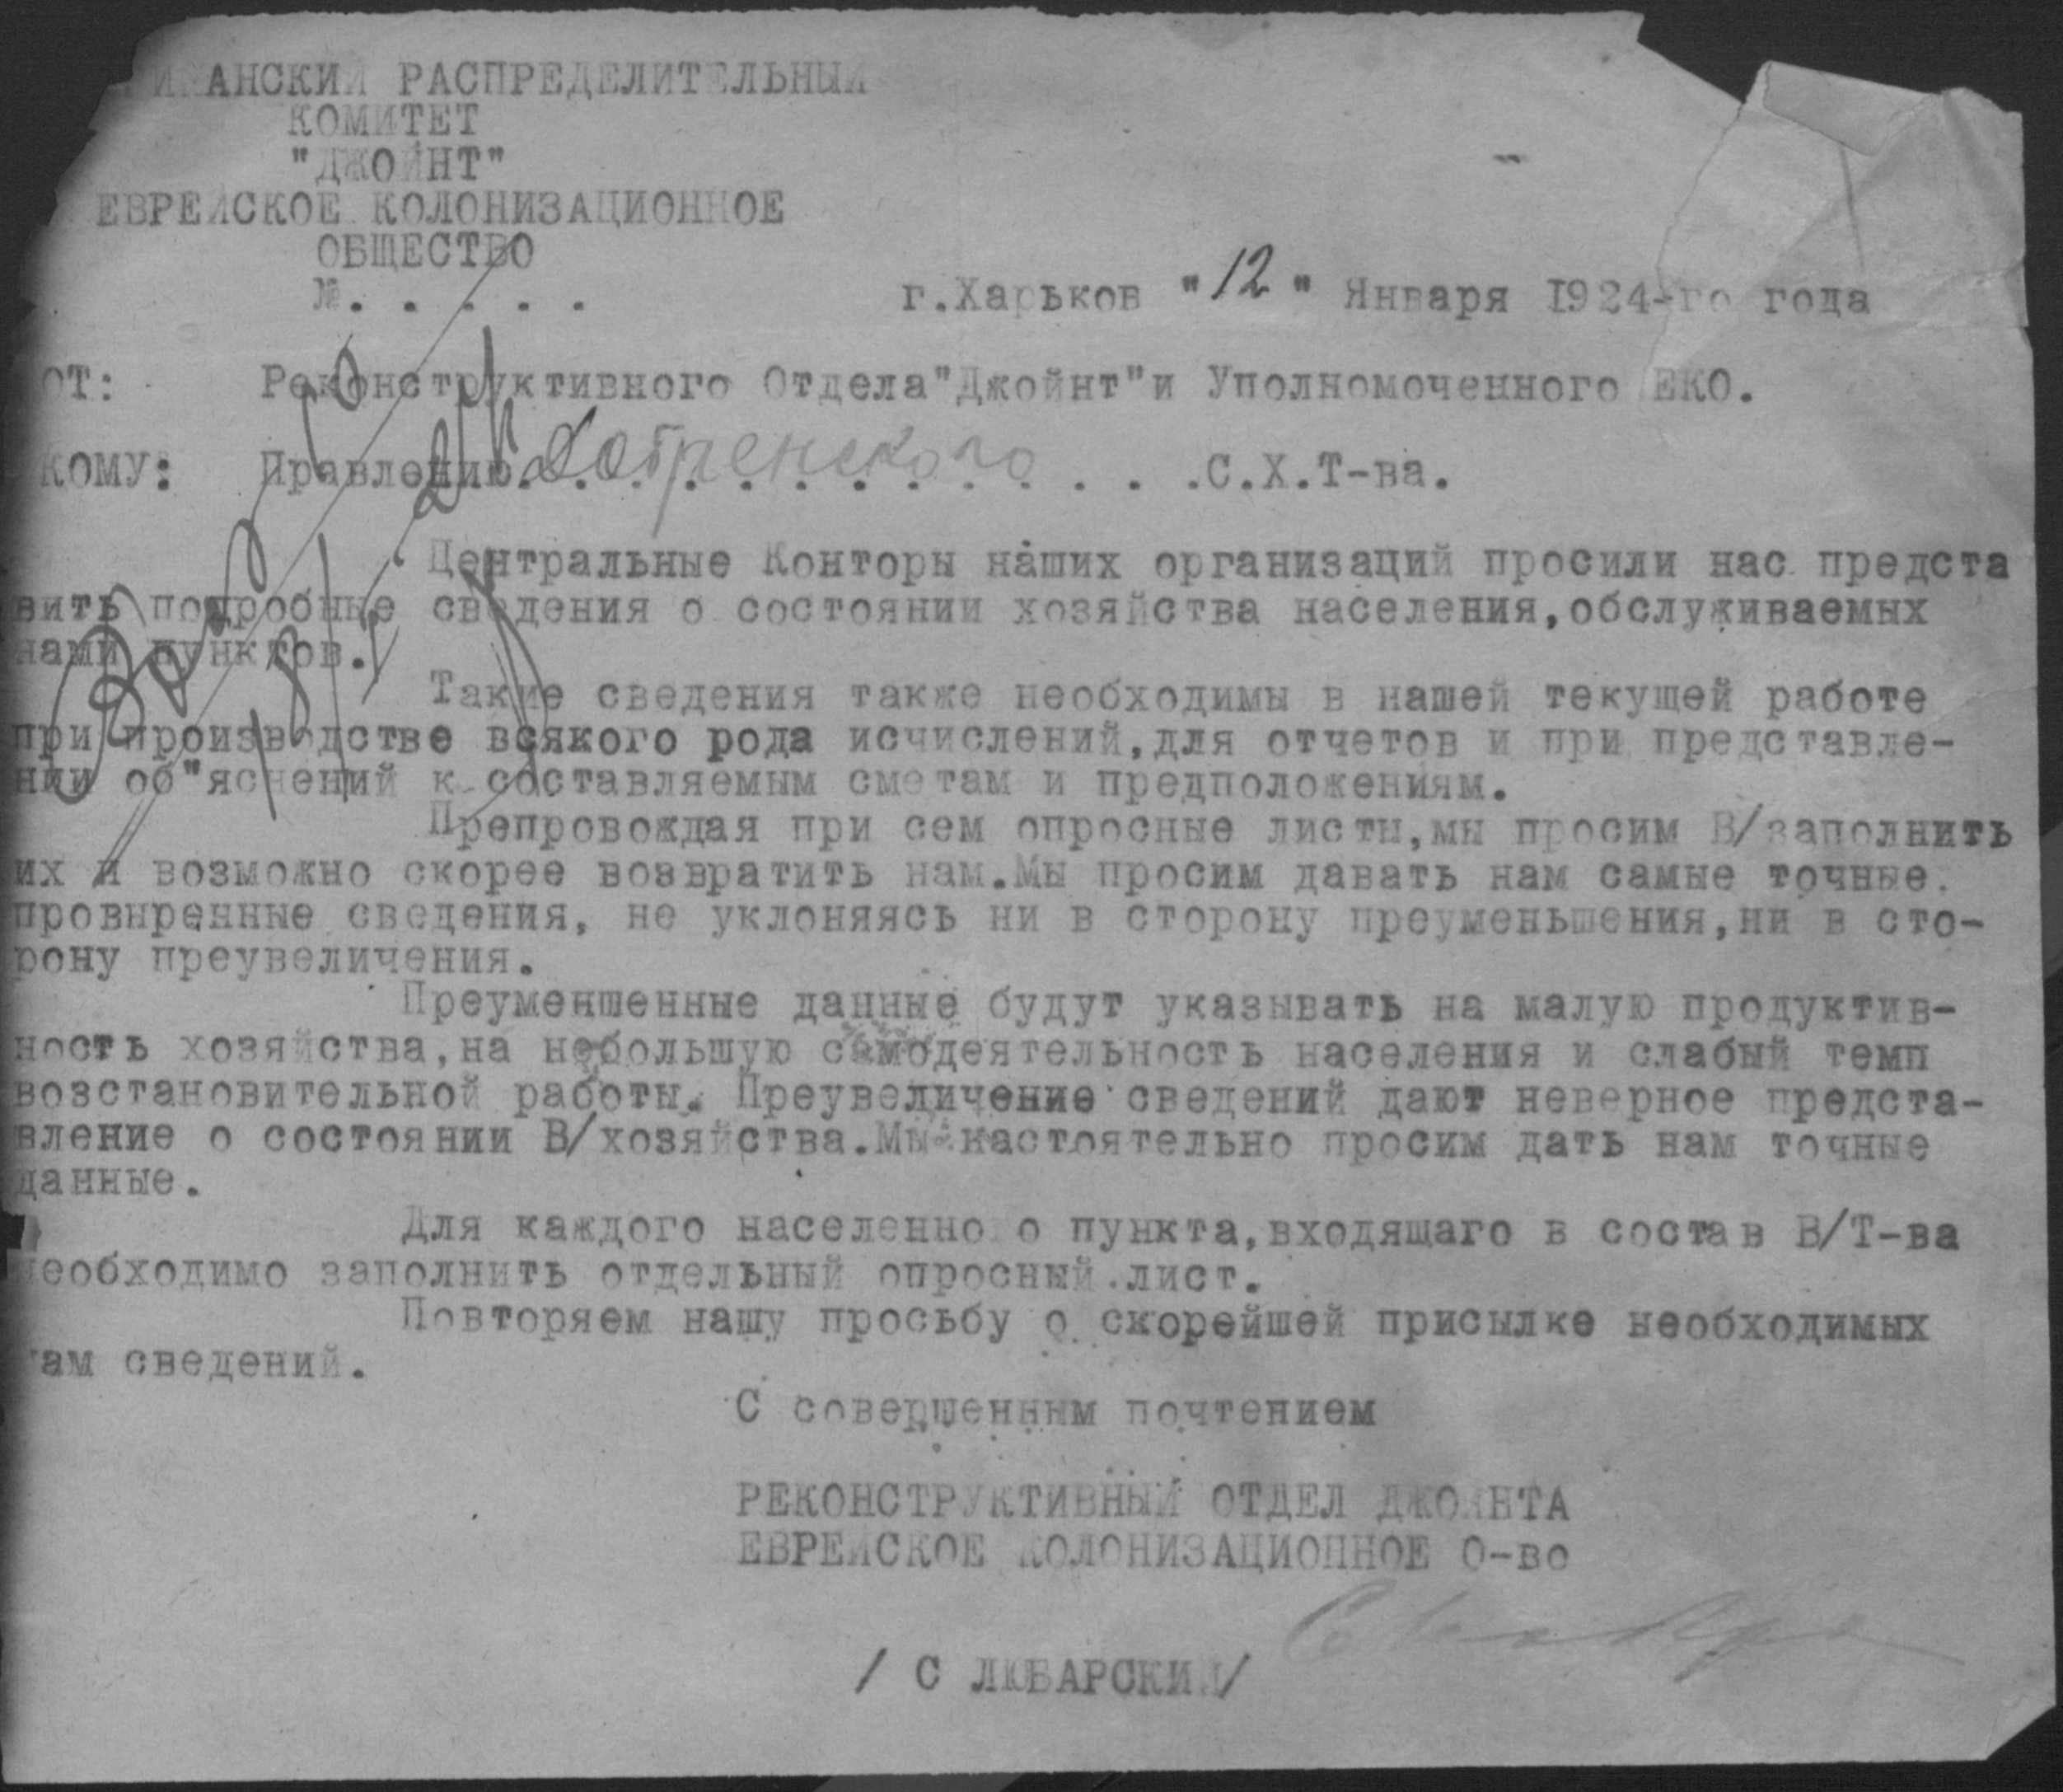 ИКАНСКИЙ РАСПРЕДЕЛИТЕЛЬНЫЙ
КОМИТЕТ
"ДЖОЙНТ"
ЕВРЕЙСКОЕ КОЛОНИЗАЦИОННОЕ
ОБЩЕСТВО
№. . . . .
г.Харьков "12" Января 1924-го года
ОТ: Реконструктивного Отдела"Джойнт"и Уполномоченного ЕКО.
КОМУ: Правлению. . . . . . . . . . . . .С.Х.Т-ва.
Центральные Конторы наших организаций просили нас предста
вить подробные сведения о состоянии хозяйства населения,обслуживаемых
нами пунктов.
Такие сведения также необходимы в нашей текущей работе
при производстве всякого рода исчислений,для отчетов и при представле-
нии об"яснений к составляемым сметам и предположениям.
Препровождая при сем опросные листы,мы просим В/заполнить
их и возможно скорее возвратить нам.Мы просим давать нам самые точные
провыренные сведения, не уклоняясь ни в сторону преуменьшения,ни в сто-
рону преувеличения.
Преуменшенные данные будут указывать на малую продуктив-
ность хозяйства,на небольшую самодеятельность населения и слабый темп
возстановительной работы. Преувеличение сведений дают неверное предста-
вление о состоянии В/хозяйства.Мы настоятельно просим дать нам точные
данные.
Для каждого населенно о пункта,входящаго в состав В/Т-ва
необходимо заполнить отдельный опросный лист.
Повторяем нашу просьбу о скорейшей присылке необходимых
нам сведений.
С совершенным почтением
РЕКОНСТРУКТИВНЫЙ ОТДЕЛ ДЖОЙНТА
ЕВРЕЙСКОЕ КОЛОНИЗАЦИОННОЕ О-во
/ С ЛЮБАРСКИЙ/